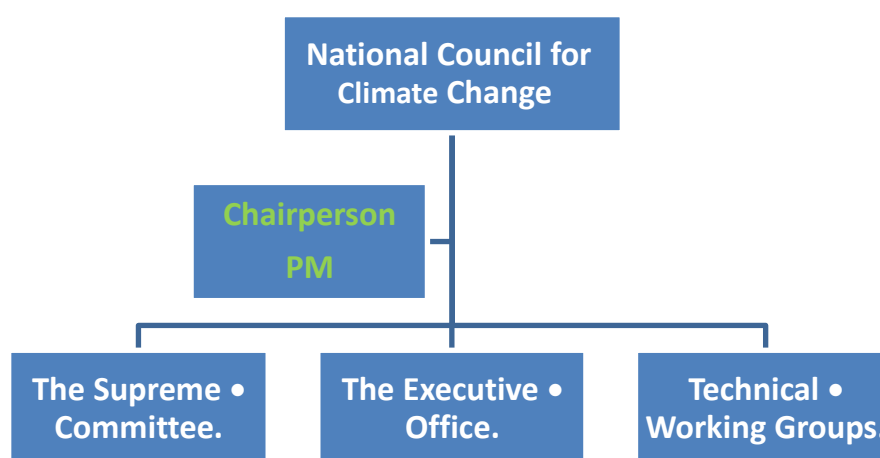 National Council for
Climate Change
Chairperson
PM
The Supreme •
Committee.
The Executive •
Office.
Technical •
Working Groups.